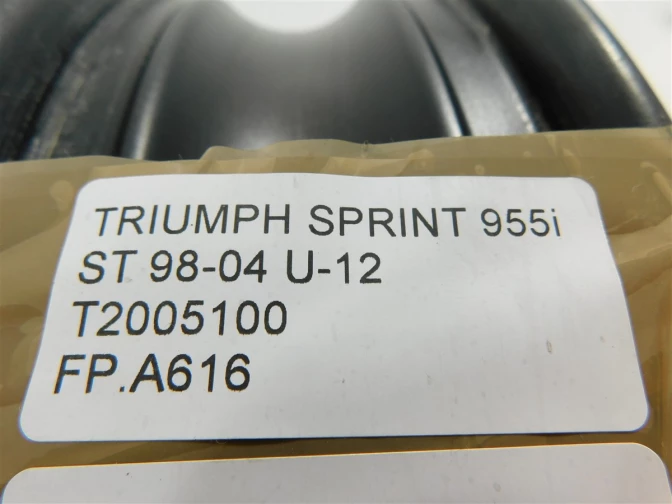 TRIUMPH SPRINT 955i
ST 98-04 U-12
T2005100
FP.A616